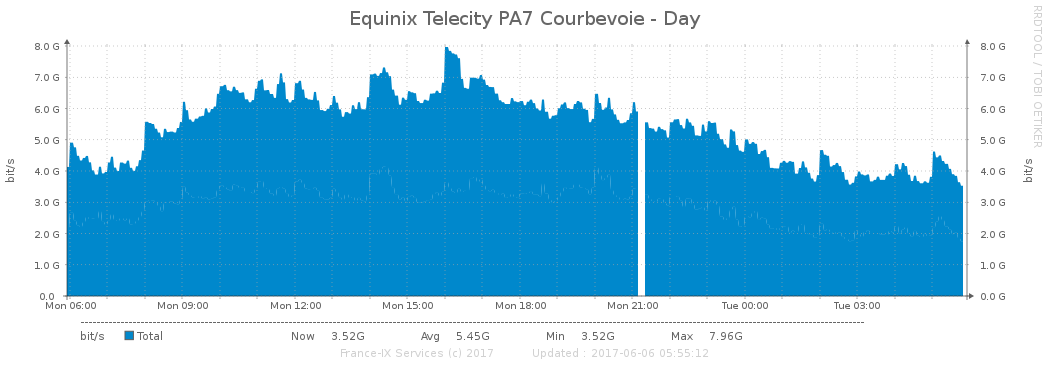 Equinix Telecity PA7 Courbevoie - Day
RRDTOOL / TOBI OETIKER
bit/s
bit/s
8.0 G 8.0 G
7.0 G 7.0 G
6.0 G 6.0 G
5.0 G 5.0 G
4.0 G 4.0 G
3.0 G 3.0 G
2.0 G 2.0 G
1.0 G 1.0 G
0.0 0.0 G
Mon 06:00 Mon 09:00 Mon 12:00 Mon 15:00 Mon 18:00 Mon 21:00 Tue 00:00 Tue 03:00
bit/s Total Now 3.52G Avg 5.45G Min 3.52G Max 7.96G
France-IX Services (c) 2017 Updated : 2017-06-06 05:55:12